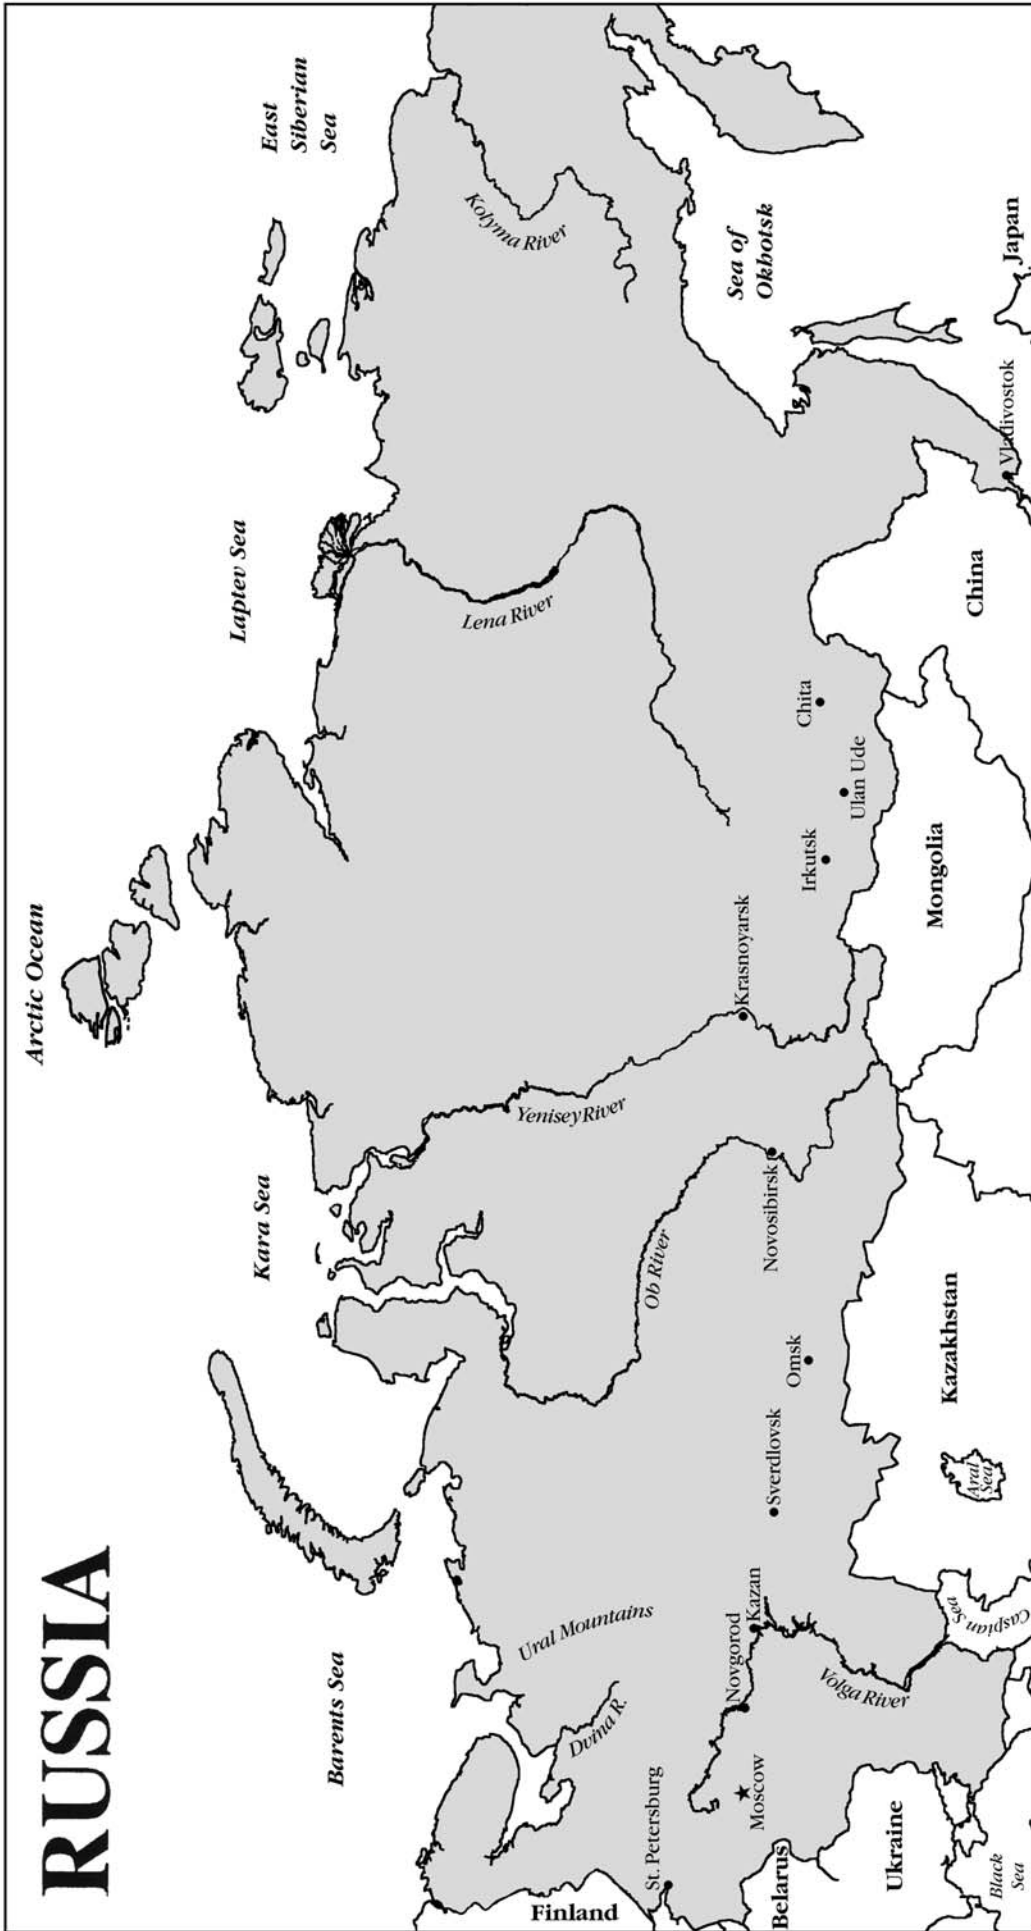 RUSSIA
Arctic Ocean
Barents Sea
Kara Sea
Laptev Sea
East
Siberian
Sea
Ural Mountains
Dvina R.
Ob River
Yenisey River
Lena River
Kolyma River
Sea of
Okbotsk
Finland
St. Petersburg
Novgorod
Kazan
Moscow
Volga River
Sverdlovsk
Omsk
Novosibirsk
Krasnoyarsk
Irkutsk
Ulan Ude
Chita
Vladivostok
Belarus
Ukraine
Black
Sea
Caspian Sea
Aral
Sea
Kazakhstan
Mongolia
China
Japan